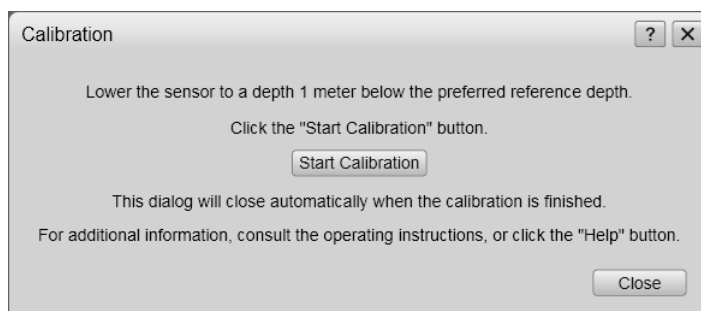 Calibration
?
X
Lower the sensor to a depth 1 meter below the preferred reference depth.
Click the "Start Calibration" button.
Start Calibration
This dialog will close automatically when the calibration is finished.
For additional information, consult the operating instructions, or click the "Help" button.
Close